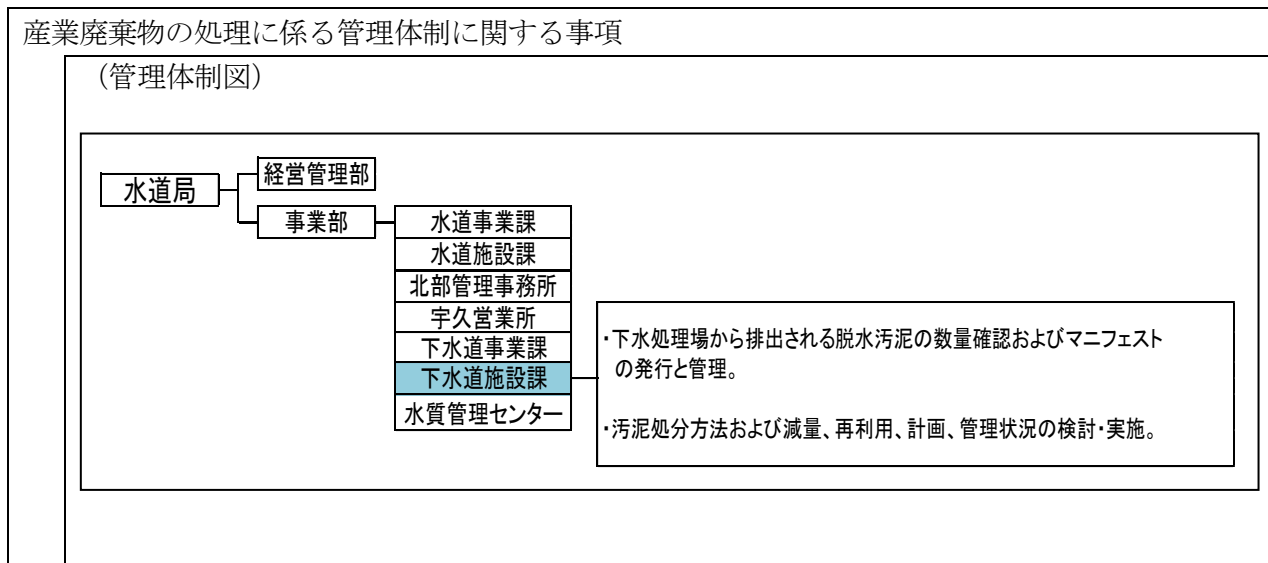 産業廃棄物の処理に係る管理体制に関する事項
（管理体制図）
水道局
経営管理部
事業部
水道事業課
水道施設課
北部管理事務所
宇久営業所
下水道事業課
下水道施設課
水質管理センター
・下水処理場から排出される脱水汚泥の数量確認およびマニフェスト
の発行と管理。
・汚泥処分方法および減量、再利用、計画、管理状況の検討・実施。